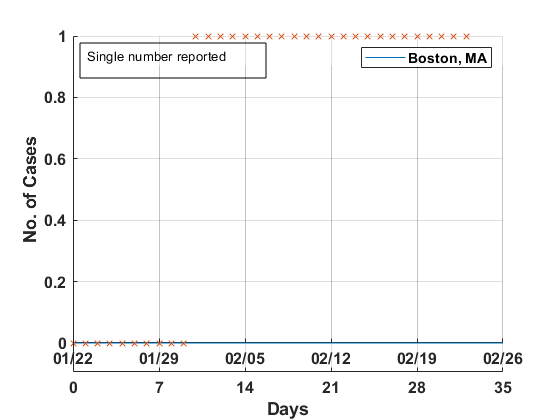 1
Single number reported
Boston, MA
0.8
0.6
0.4
0.2
0
No. of Cases
01/22 01/29 02/05 02/12 02/19 02/26
0 7 14 21 28 35
Days